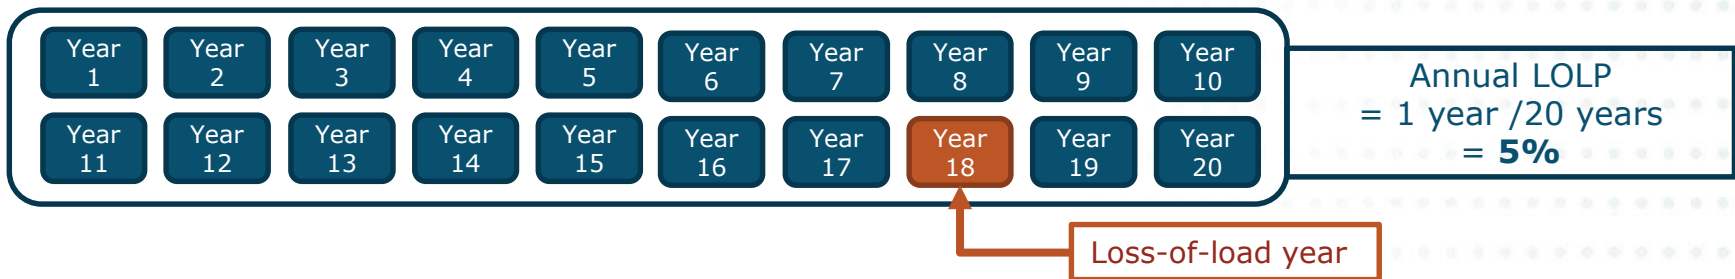 Year 1
Year 2
Year 3
Year 4
Year 5
Year 6
Year 7
Year 8
Year 9
Year 10
Year 11
Year 12
Year 13
Year 14
Year 15
Year 16
Year 17
Year 18
Year 19
Year 20
Annual LOLP
= 1 year /20 years
= 5%
Loss-of-load year